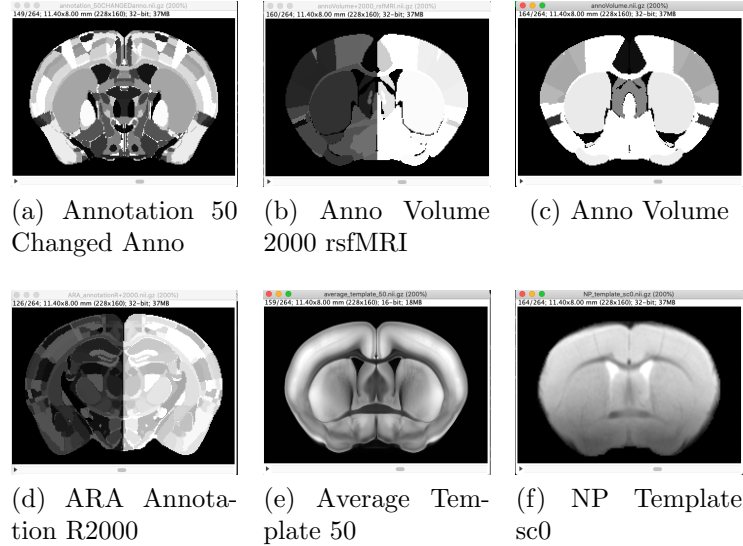 annotation_50CHANGEDanno.nii.gz (200%)
149/264; 11.40x8.00 mm (228x160); 32-bit; 37MB
annoVolume+2000_rsfMRI.nii.gz (200%)
160/264; 11.40x8.00 mm (228x160); 32-bit; 37MB
annoVolume.nii.gz (200%)
164/264; 11.40x8.00 mm (228x160); 32-bit; 37MB
(a) Annotation 50
Changed Anno
(b) Anno Volume
2000 rsfMRI
(c) Anno Volume
ARA_annotationR+2000.nii.gz (200%)
126/264; 11.40x8.00 mm (228x160); 32-bit; 37MB
average_template_50.nii.gz (200%)
159/264; 11.40x8.00 mm (228x160); 16-bit; 18MB
NP_template_sc0.nii.gz (200%)
164/264; 11.40x8.00 mm (228x160); 32-bit; 37MB
(d) ARA Annota-
tion R2000
(e) Average Tem-
plate 50
(f) NP Template
sc0